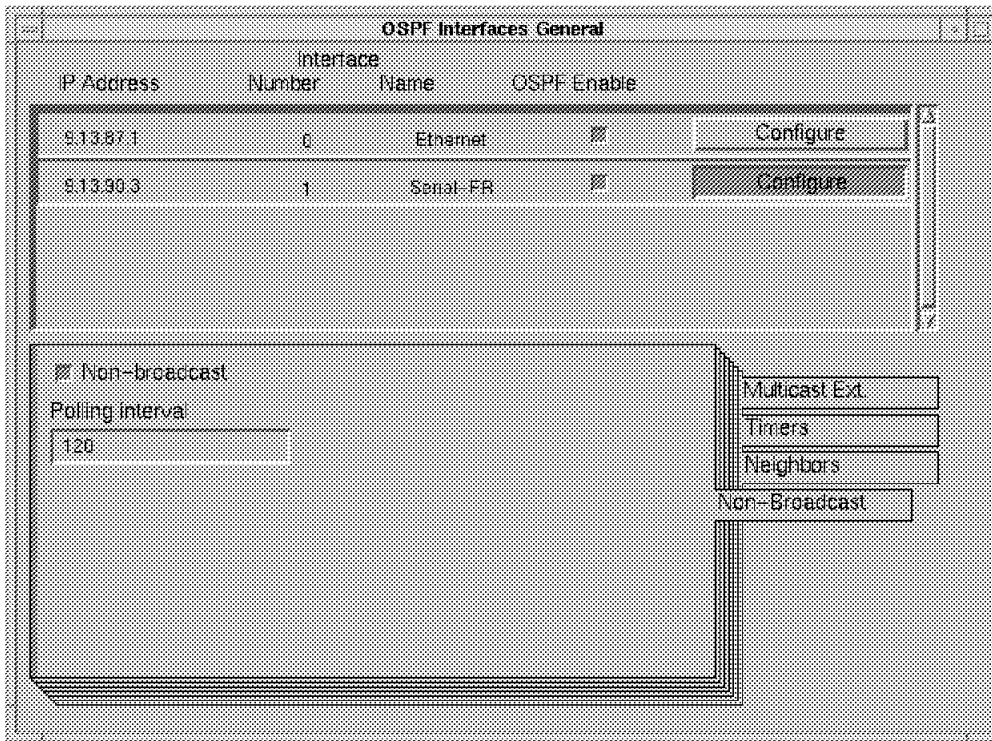 OSPF Interfaces General
Interface
IP Address Number Name OSPF Enable
9.13.87.1 0 Ethernet Configure
9.13.90.3 1 Serial-FR Configure
Non-broadcast
Polling interval
120
Multicast Ext.
Timers
Neighbors
Non-Broadcast